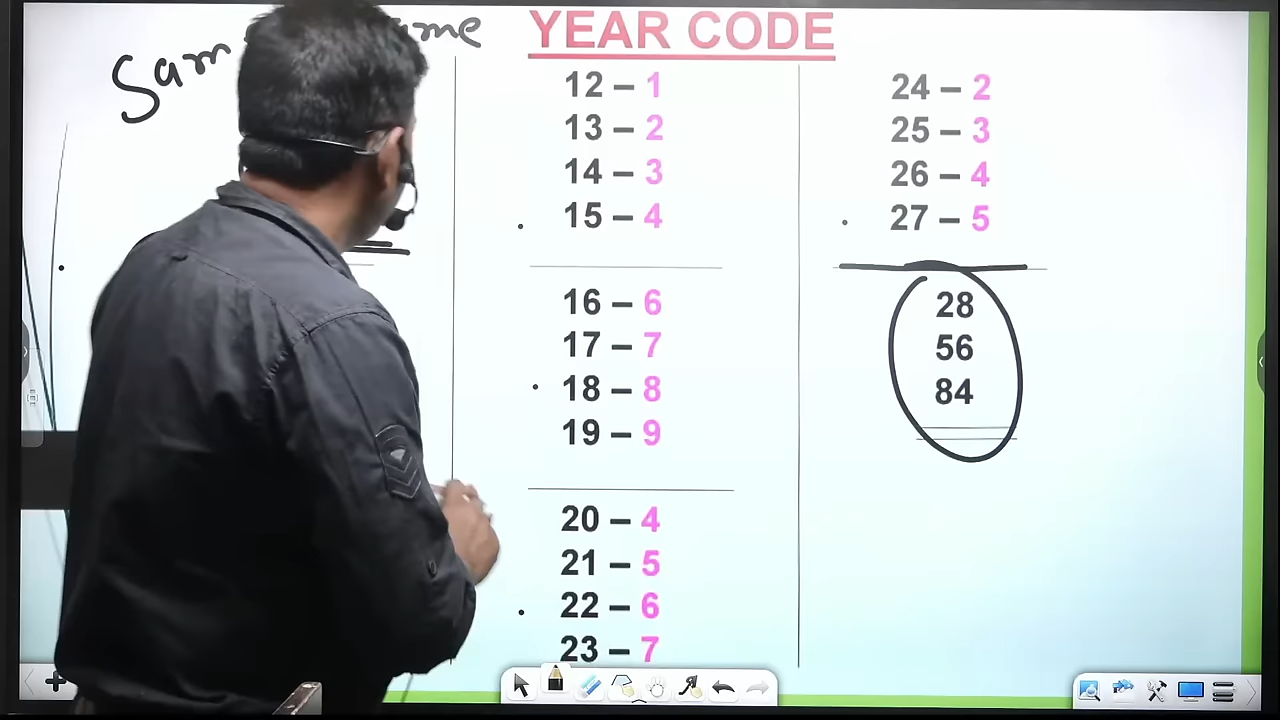 YEAR CODE
12 – 1
13 – 2
14 – 3
15 – 4
16 – 6
17 – 7
18 – 8
19 – 9
20 – 4
21 – 5
22 – 6
23 – 7
24 – 2
25 – 3
26 – 4
27 – 5
28
56
84